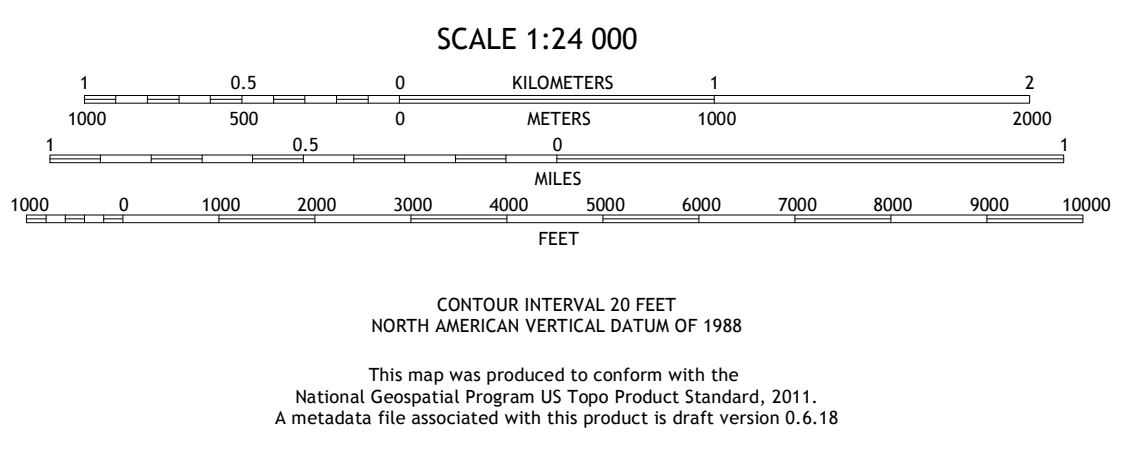 SCALE 1:24 000
1 0.5 0 KILOMETERS 1 2
1000 500 0 METERS 1000 2000
1 0.5 0 1
MILES
1000 0 1000 2000 3000 4000 5000 6000 7000 8000 9000 10000
FEET
CONTOUR INTERVAL 20 FEET
NORTH AMERICAN VERTICAL DATUM OF 1988
This map was produced to conform with the
National Geospatial Program US Topo Product Standard, 2011.
A metadata file associated with this product is draft version 0.6.18